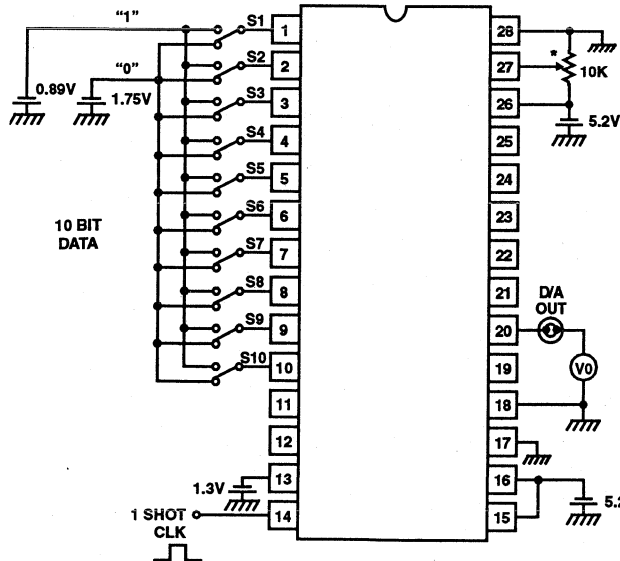 "1"
"0"
0.89V
1.75V
10 BIT
DATA
S1
S2
S3
S4
S5
S6
S7
S8
S9
S10
1
2
3
4
5
6
7
8
9
10
11
12
13
14
1.3V
1 SHOT
CLK
28
27
26
25
24
23
22
21
20
19
18
17
16
15
*
10K
5.2V
D/A
OUT
V0
5.2